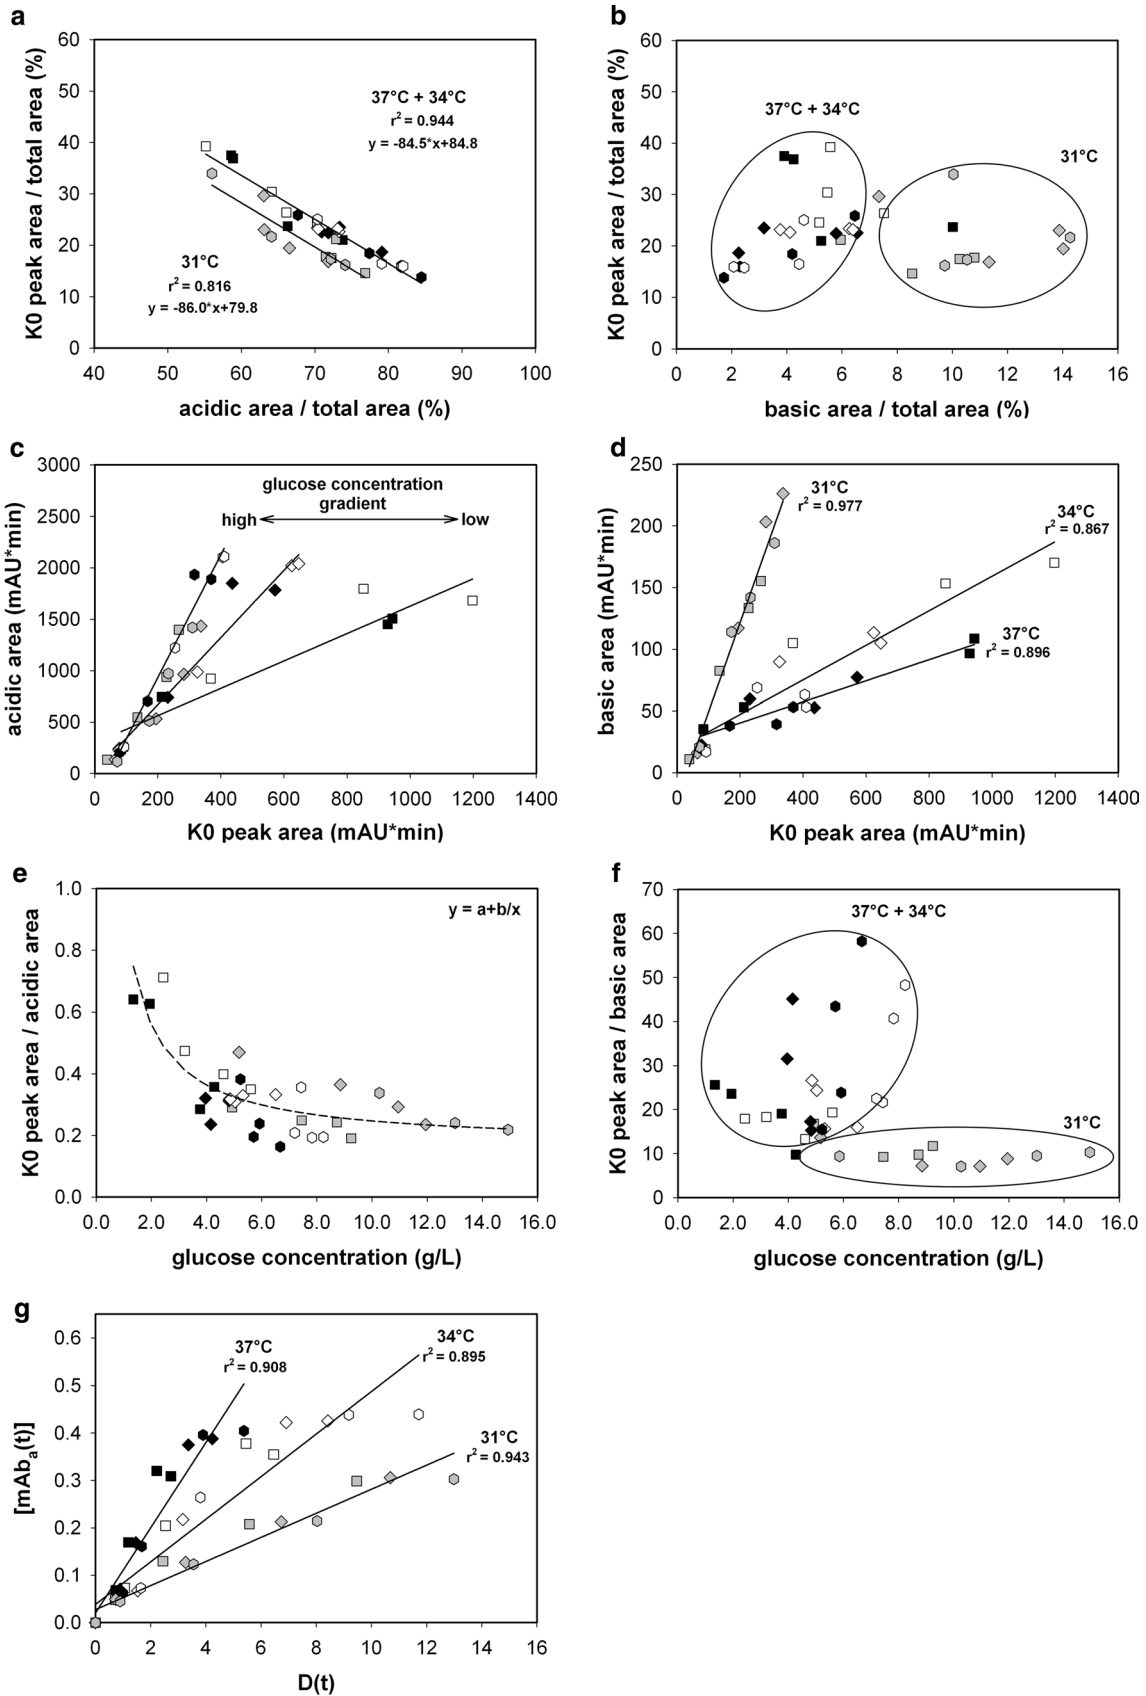 a
60
50
40
30
20
10
0
K0 peak area / total area (%)
37°C + 34°C
r² = 0.944
y = -84.5*x+84.8
31°C
r² = 0.816
y = -86.0*x+79.8
40 50 60 70 80 90 100
acidic area / total area (%)
b
60
50
40
30
20
10
0
K0 peak area / total area (%)
37°C + 34°C
31°C
0 2 4 6 8 10 12 14 16
basic area / total area (%)
c
3000
2500
2000
1500
1000
500
0
acidic area (mAU*min)
glucose concentration
gradient
high low
0 200 400 600 800 1000 1200 1400
K0 peak area (mAU*min)
d
250
200
150
100
50
0
basic area (mAU*min)
31°C
r² = 0.977
34°C
r² = 0.867
37°C
r² = 0.896
0 200 400 600 800 1000 1200 1400
K0 peak area (mAU*min)
e
1.0
0.8
0.6
0.4
0.2
0.0
K0 peak area / acidic area
y = a+b/x
0.0 2.0 4.0 6.0 8.0 10.0 12.0 14.0 16.0
glucose concentration (g/L)
f
70
60
50
40
30
20
10
0
K0 peak area / basic area
37°C + 34°C
31°C
0.0 2.0 4.0 6.0 8.0 10.0 12.0 14.0 16.0
glucose concentration (g/L)
g
0.6
0.5
0.4
0.3
0.2
0.1
0.0
[mAbₐ(t)]
37°C
r² = 0.908
34°C
r² = 0.895
31°C
r² = 0.943
0 2 4 6 8 10 12 14 16
D(t)